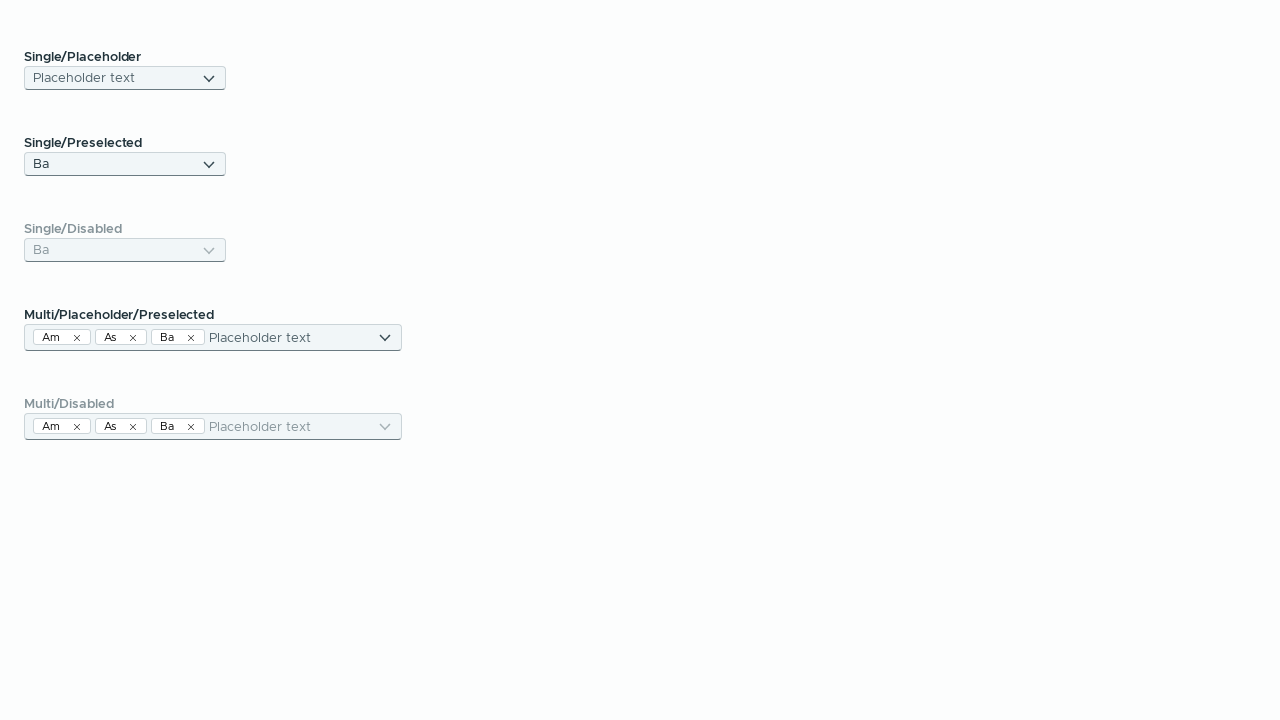 Single/Placeholder
Placeholder text
Single/Preselected
Ba
Single/Disabled
Ba
Multi/Placeholder/Preselected
Am As Ba Placeholder text
Multi/Disabled
Am As Ba Placeholder text